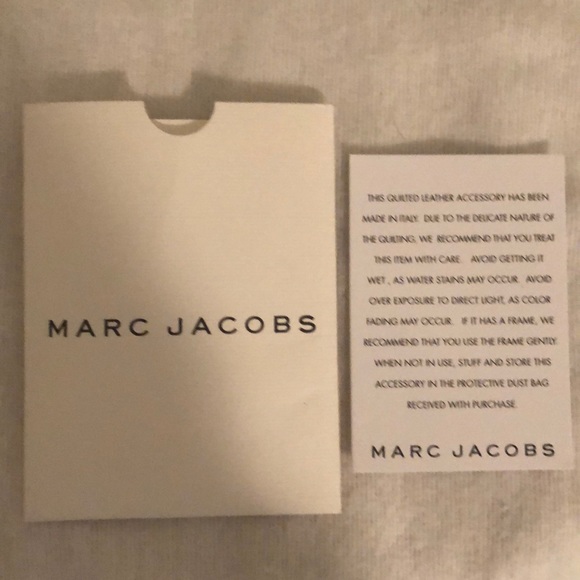 MARC JACOBS
THIS QUILTED LEATHER ACCESSORY HAS BEEN
MADE IN ITALY. DUE TO THE DELICATE NATURE OF
THE QUILTING, WE RECOMMEND THAT YOU TREAT
THIS ITEM WITH CARE. AVOID GETTING IT
WET , AS WATER STAINS MAY OCCUR. AVOID
OVER EXPOSURE TO DIRECT LIGHT, AS COLOR
FADING MAY OCCUR. IF IT HAS A FRAME, WE
RECOMMEND THAT YOU USE THE FRAME GENTLY.
WHEN NOT IN USE, STUFF AND STORE THIS
ACCESSORY IN THE PROTECTIVE DUST BAG
RECEIVED WITH PURCHASE.
MARC JACOBS